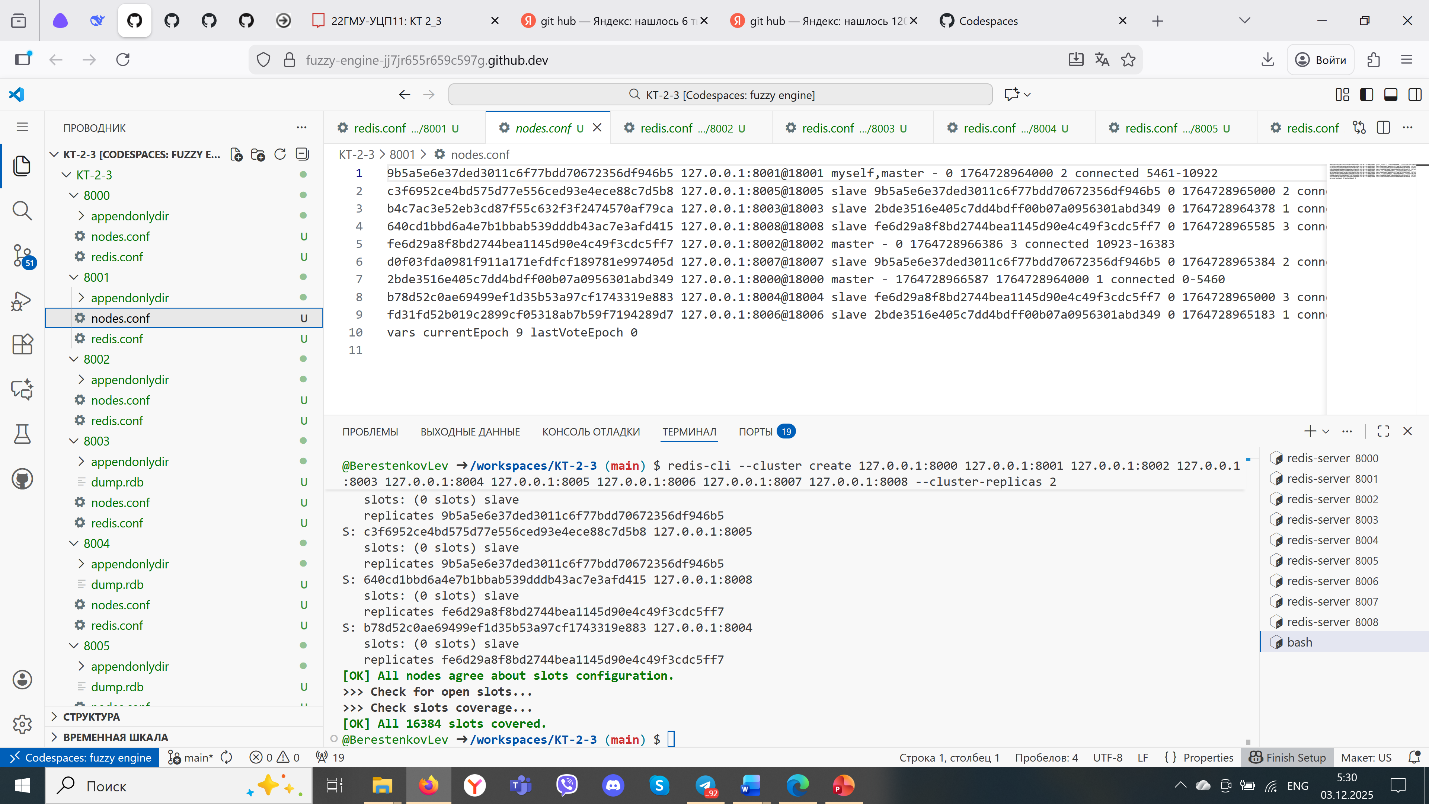 22ГМУ-УЦП11: КТ 2_3
git hub — Яндекс: нашлось 6 т
git hub — Яндекс: нашлось 120
Codespaces
fuzzy-engine-jj7jr655r659c597g.github.dev
Войти
КТ-2-3 [Codespaces: fuzzy engine]
ПРОВОДНИК
redis.conf .../8001 U
nodes.conf U
redis.conf .../8002 U
redis.conf .../8003 U
redis.conf .../8004 U
redis.conf .../8005 U
redis.conf
КТ-2-3 [CODESPACES: FUZZY E...
КТ-2-3 > 8001 > nodes.conf
КТ-2-3
8000
appendonlydir
nodes.conf U
redis.conf U
8001
appendonlydir
nodes.conf U
redis.conf U
8002
appendonlydir
nodes.conf U
redis.conf U
8003
appendonlydir
dump.rdb U
nodes.conf U
redis.conf U
8004
appendonlydir
dump.rdb U
nodes.conf U
redis.conf U
8005
appendonlydir
dump.rdb U
СТРУКТУРА
ВРЕМЕННАЯ ШКАЛА
51
1 9b5a5e6e37ded3011c6f77bdd70672356df946b5 127.0.0.1:8001@18001 myself,master - 0 1764728964000 2 connected 5461-10922
2 c3f6952ce4bd575d77e556ced93e4ece88c7d5b8 127.0.0.1:8005@18005 slave 9b5a5e6e37ded3011c6f77bdd70672356df946b5 0 1764728965000 2 conn
3 b4c7ac3e52eb3cd87f55c632f3f2474570af79ca 127.0.0.1:8003@18003 slave 2bde3516e405c7dd4bdff00b07a0956301abd349 0 1764728964378 1 conn
4 640cd1bbd6a4e7b1bbab539dddb43ac7e3afd415 127.0.0.1:8008@18008 slave fe6d29a8f8bd2744bea1145d90e4c49f3cdc5ff7 0 1764728965585 3 conn
5 fe6d29a8f8bd2744bea1145d90e4c49f3cdc5ff7 127.0.0.1:8002@18002 master - 0 1764728966386 3 connected 10923-16383
6 d0f03fda0981f911a171efdfcf189781e997405d 127.0.0.1:8007@18007 slave 9b5a5e6e37ded3011c6f77bdd70672356df946b5 0 1764728965384 2 conn
7 2bde3516e405c7dd4bdff00b07a0956301abd349 127.0.0.1:8000@18000 master - 1764728966587 1764728964000 1 connected 0-5460
8 b78d52c0ae69499ef1d35b53a97cf1743319e883 127.0.0.1:8004@18004 slave fe6d29a8f8bd2744bea1145d90e4c49f3cdc5ff7 0 1764728965000 3 conn
9 fd31fd52b019c2899cf05318ab7b59f7194289d7 127.0.0.1:8006@18006 slave 2bde3516e405c7dd4bdff00b07a0956301abd349 0 1764728965183 1 conn
10 vars currentEpoch 9 lastVoteEpoch 0
11
ПРОБЛЕМЫ ВЫХОДНЫЕ ДАННЫЕ КОНСОЛЬ ОТЛАДКИ ТЕРМИНАЛ ПОРТЫ 19
@BerestenkovLev ➜ /workspaces/KT-2-3 (main) $ redis-cli --cluster create 127.0.0.1:8000 127.0.0.1:8001 127.0.0.1:8002 127.0.0.1
:8003 127.0.0.1:8004 127.0.0.1:8005 127.0.0.1:8006 127.0.0.1:8007 127.0.0.1:8008 --cluster-replicas 2
slots: (0 slots) slave
replicates 9b5a5e6e37ded3011c6f77bdd70672356df946b5
S: c3f6952ce4bd575d77e556ced93e4ece88c7d5b8 127.0.0.1:8005
slots: (0 slots) slave
replicates 9b5a5e6e37ded3011c6f77bdd70672356df946b5
S: 640cd1bbd6a4e7b1bbab539dddb43ac7e3afd415 127.0.0.1:8008
slots: (0 slots) slave
replicates fe6d29a8f8bd2744bea1145d90e4c49f3cdc5ff7
S: b78d52c0ae69499ef1d35b53a97cf1743319e883 127.0.0.1:8004
slots: (0 slots) slave
replicates fe6d29a8f8bd2744bea1145d90e4c49f3cdc5ff7
[OK] All nodes agree about slots configuration.
>>> Check for open slots...
>>> Check slots coverage...
[OK] All 16384 slots covered.
@BerestenkovLev ➜ /workspaces/KT-2-3 (main) $
redis-server 8000
redis-server 8001
redis-server 8002
redis-server 8003
redis-server 8004
redis-server 8005
redis-server 8006
redis-server 8007
redis-server 8008
bash
Codespaces: fuzzy engine main* 0 0 19 Строка 1, столбец 1 Пробелов: 4 UTF-8 LF { } Properties Finish Setup Макет: US
Поиск
92
ENG
5:30
03.12.2025